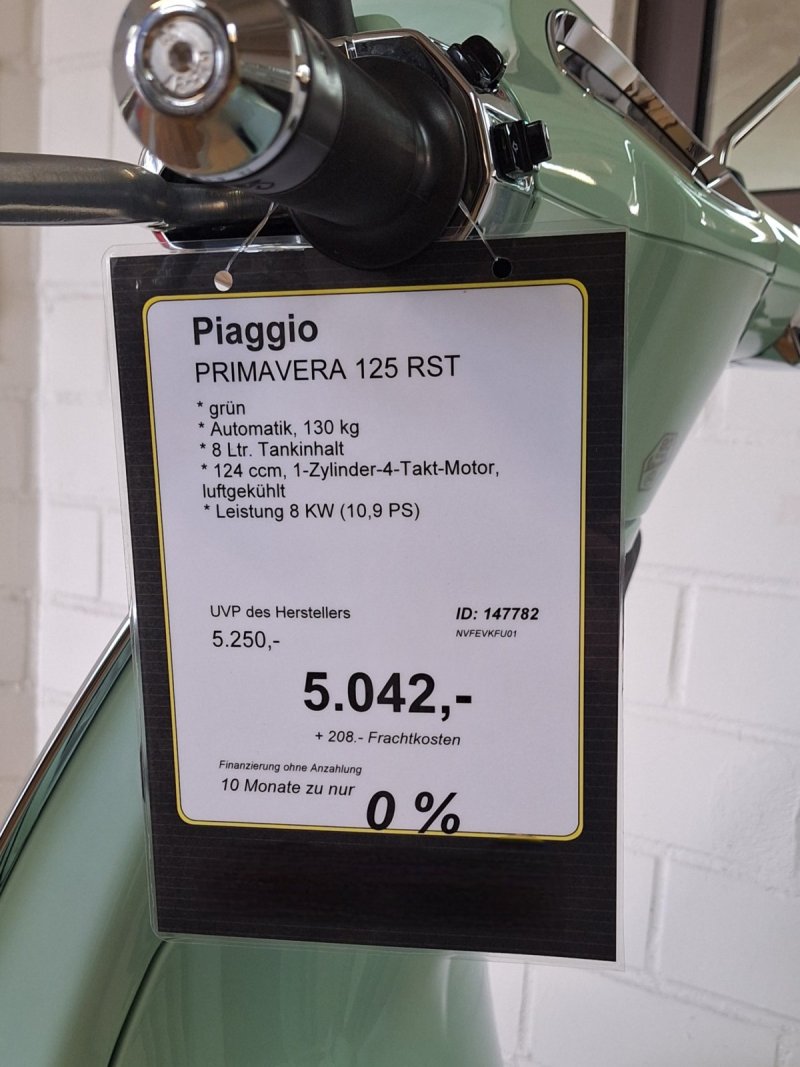 Piaggio
PRIMAVERA 125 RST
* grün
* Automatik, 130 kg
* 8 Ltr. Tankinhalt
* 124 ccm, 1-Zylinder-4-Takt-Motor,
luftgekühlt
* Leistung 8 KW (10,9 PS)
UVP des Herstellers
5.250,-
ID: 147782
NVFEVKFU01
5.042,-
+ 208.- Frachtkosten
Finanzierung ohne Anzahlung
10 Monate zu nur
0 %